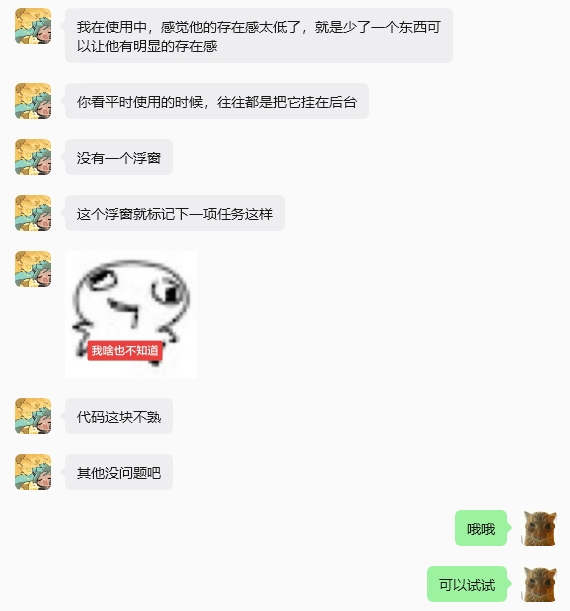 我在使用中，感觉他的存在感太低了，就是少了一个东西可
以让他有明显的存在感
你看平时使用的时候，往往都是把它挂在后台
没有一个浮窗
这个浮窗就标记下一项任务这样
我啥也不知道
代码这块不熟
其他没问题吧
哦哦
可以试试